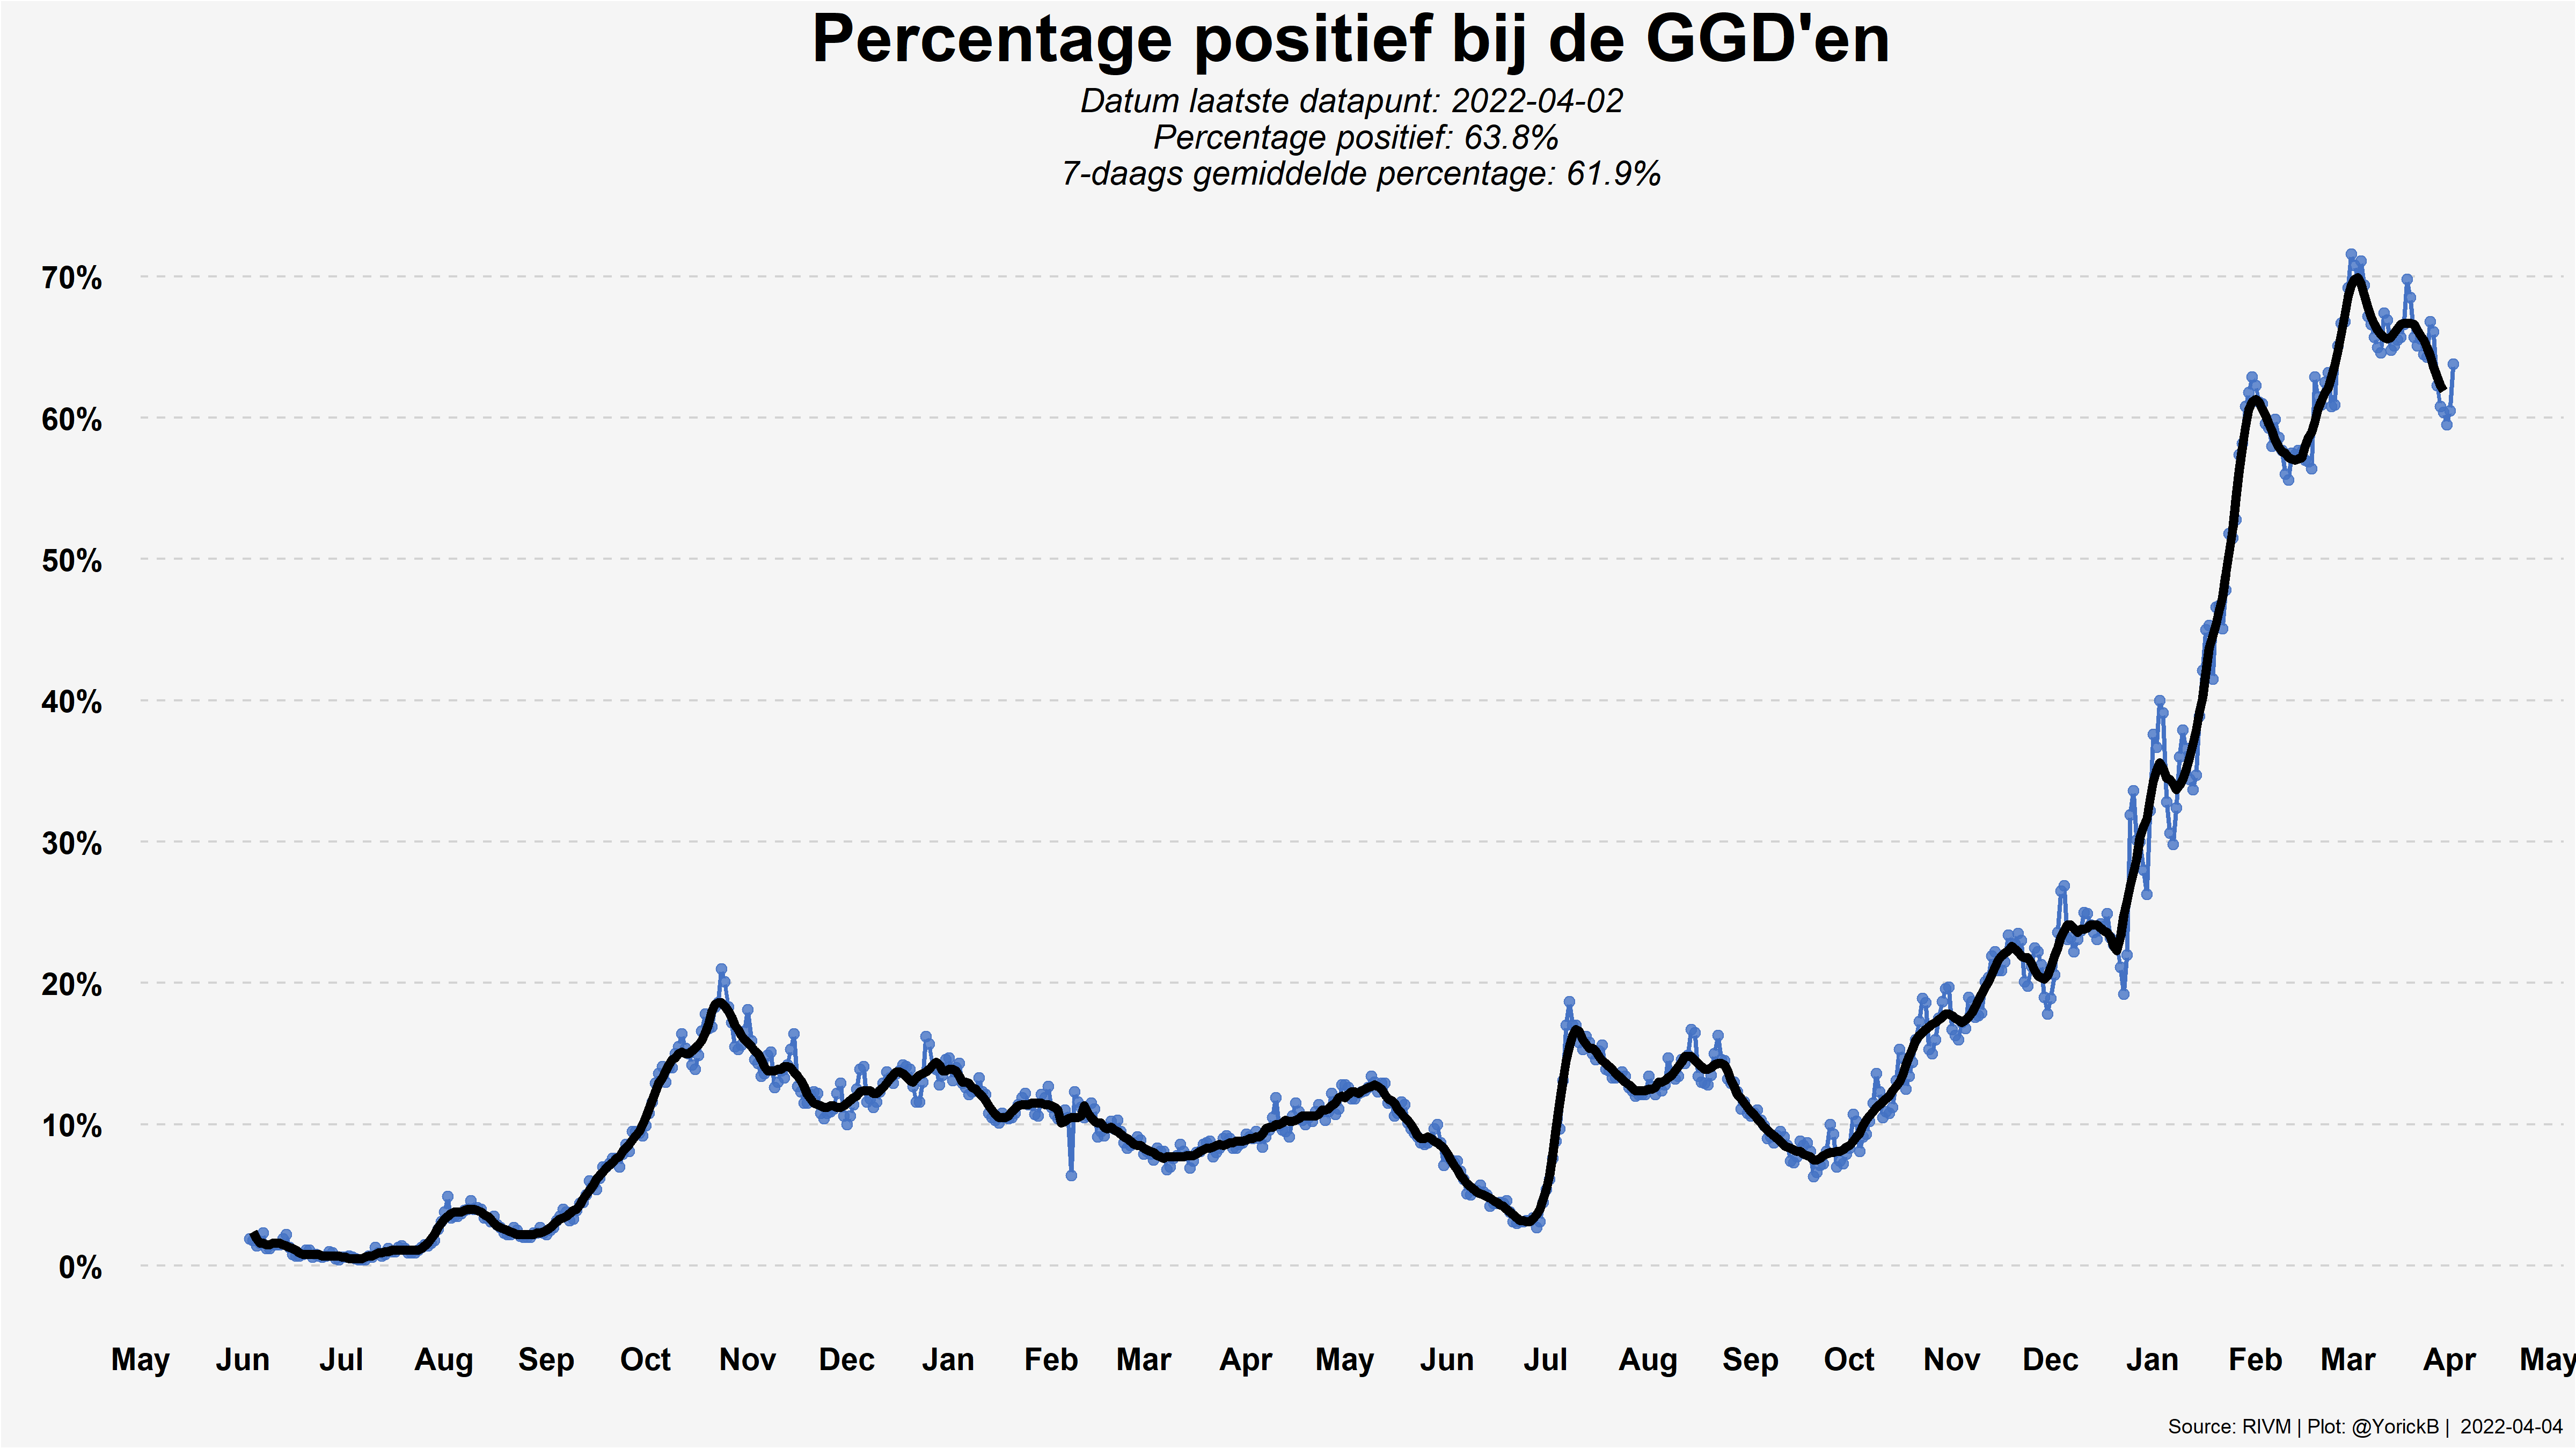 Percentage positief bij de GGD'en
Datum laatste datapunt: 2022-04-02
Percentage positief: 63.8%
7-daags gemiddelde percentage: 61.9%
70%
60%
50%
40%
30%
20%
10%
0%
May Jun Jul Aug Sep Oct Nov Dec Jan Feb Mar Apr May Jun Jul Aug Sep Oct Nov Dec Jan Feb Mar Apr May
Source: RIVM | Plot: @YorickB | 2022-04-04